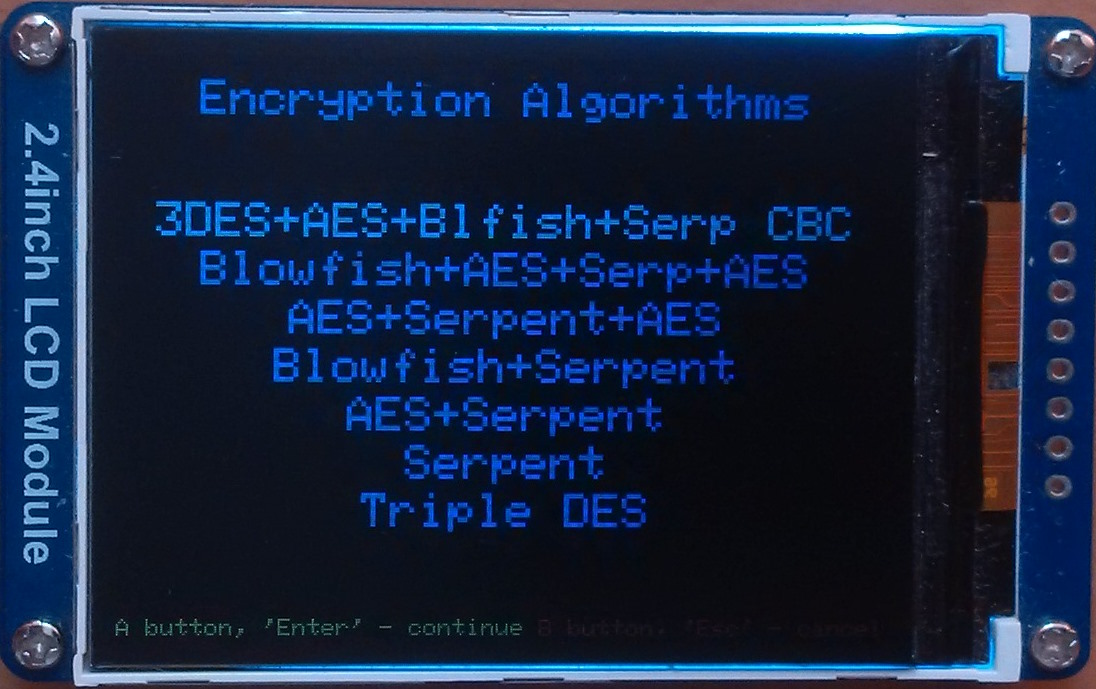 2.4inch LCD Module
Encryption Algorithms
3DES+AES+Blfish+Serp CBC
Blowfish+AES+Serp+AES
AES+Serpent+AES
Blowfish+Serpent
AES+Serpent
Serpent
Triple DES
A button, 'Enter' - continue B button, 'Esc' - cancel